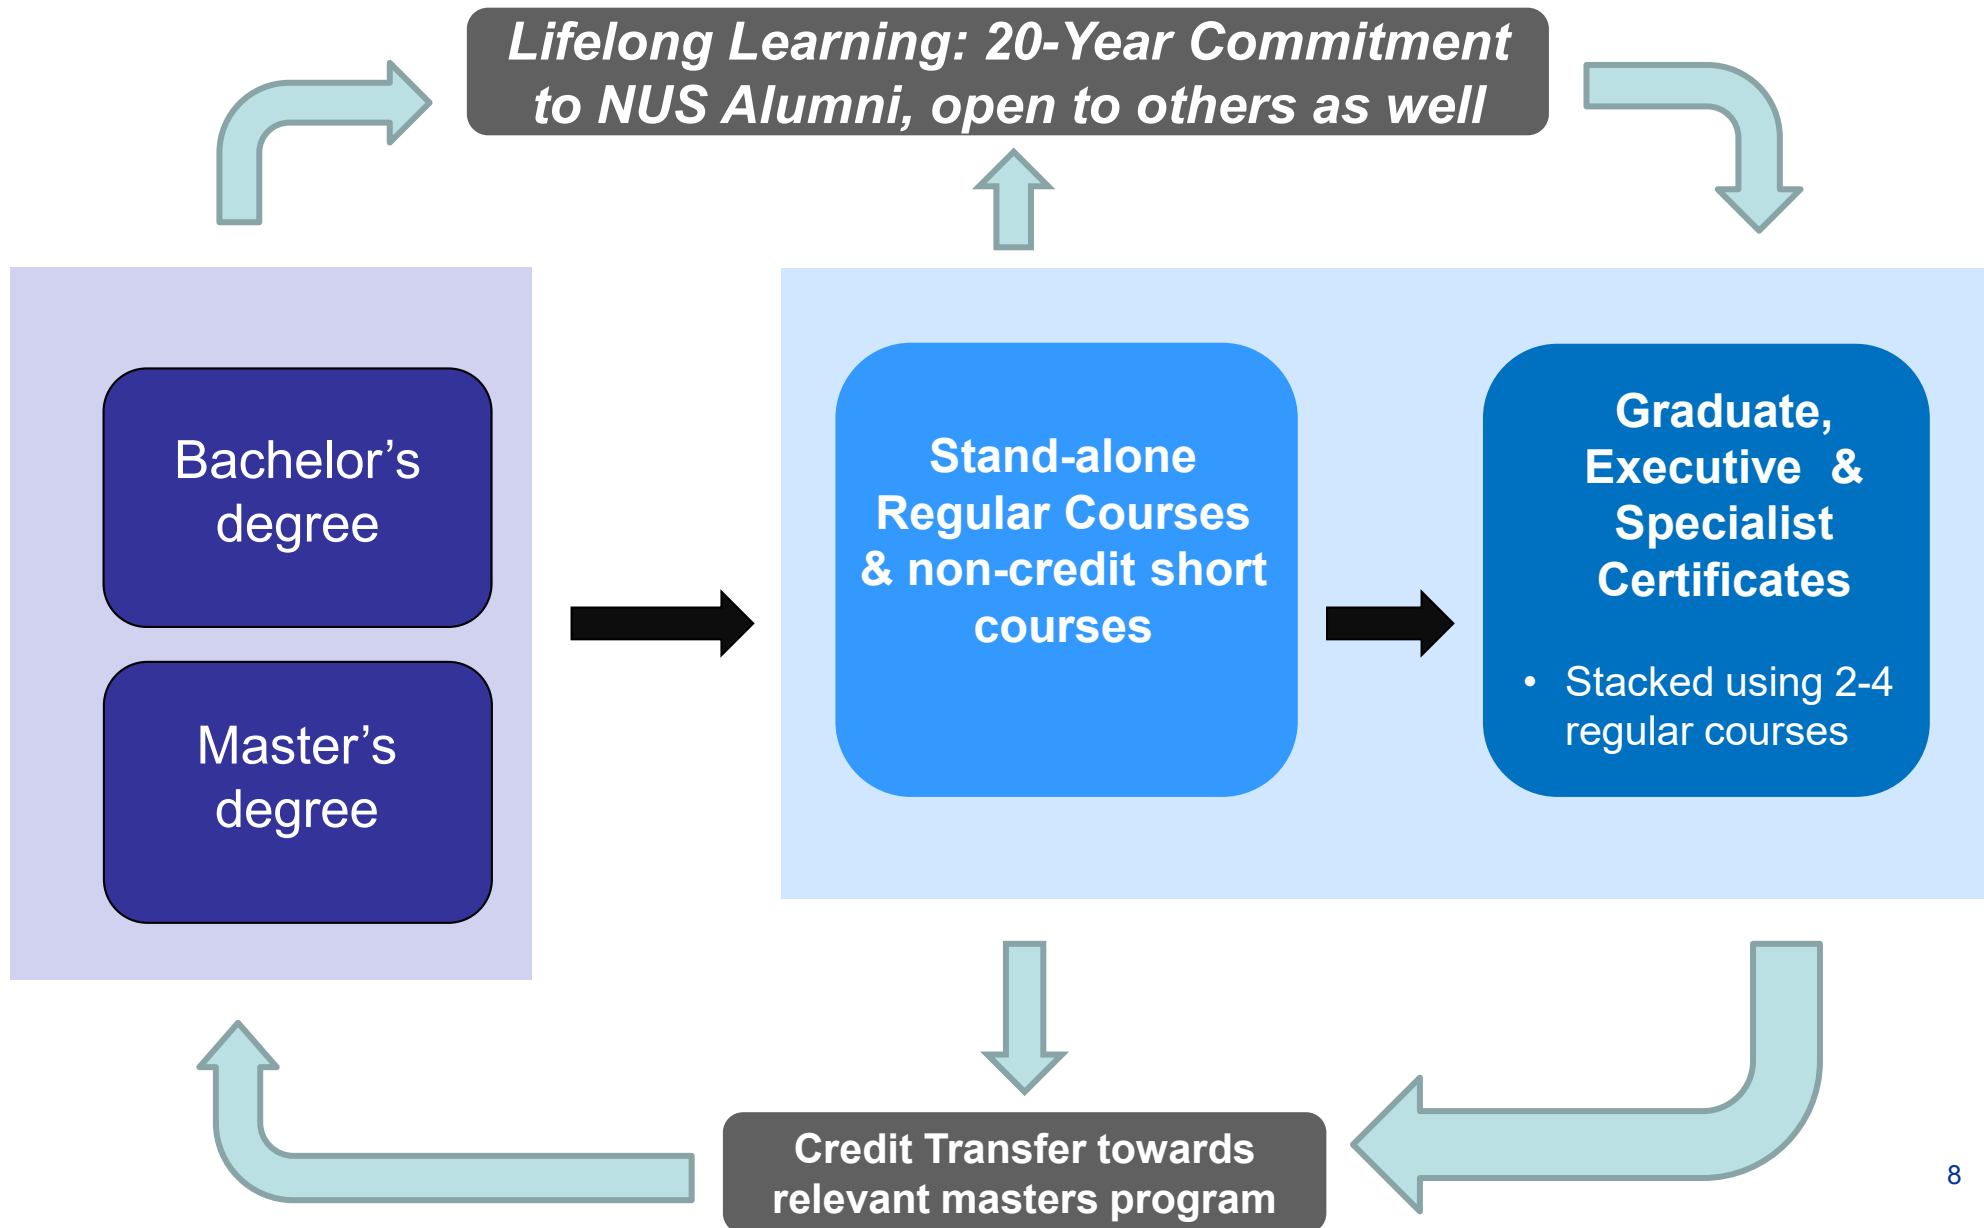 Lifelong Learning: 20-Year Commitment
to NUS Alumni, open to others as well
Bachelor’s
degree
Master’s
degree
Stand-alone
Regular Courses
& non-credit short
courses
Graduate,
Executive & 
Specialist
Certificates
• Stacked using 2-4
regular courses
Credit Transfer towards
relevant masters program
8